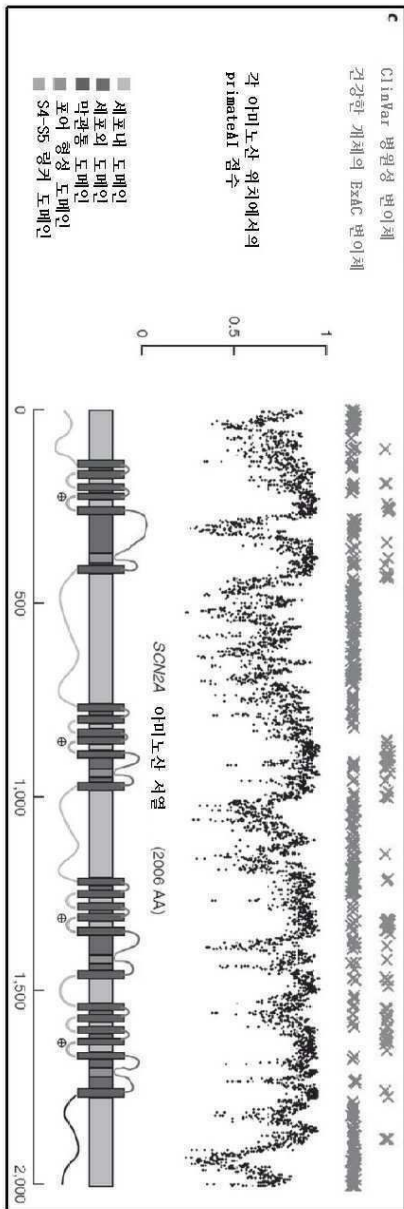 c
ClinVar 병원성 변이체
건강한 개체의 ExAC 변이체
각 아미노산 위치에서의
primateAI 점수
1
0.5
0
세포내 도메인
세포외 도메인
막관통 도메인
포어 형성 도메인
S4-S5 링커 도메인
SCN2A 아미노산 서열 (2006 AA)
0
500
1,000
1,500
2,000